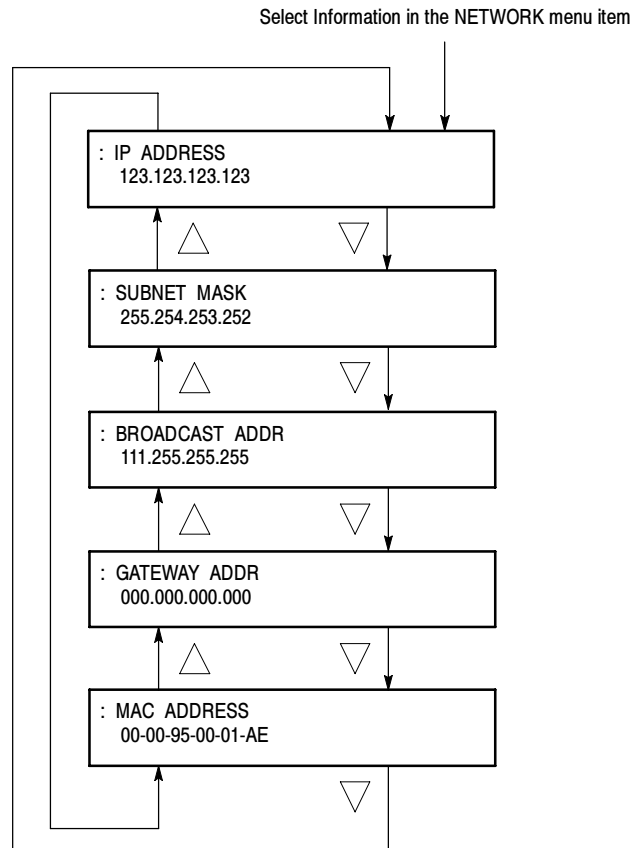 Select Information in the NETWORK menu item
: IP ADDRESS
123.123.123.123
: SUBNET MASK
255.254.253.252
: BROADCAST ADDR
111.255.255.255
: GATEWAY ADDR
000.000.000.000
: MAC ADDRESS
00-00-95-00-01-AE